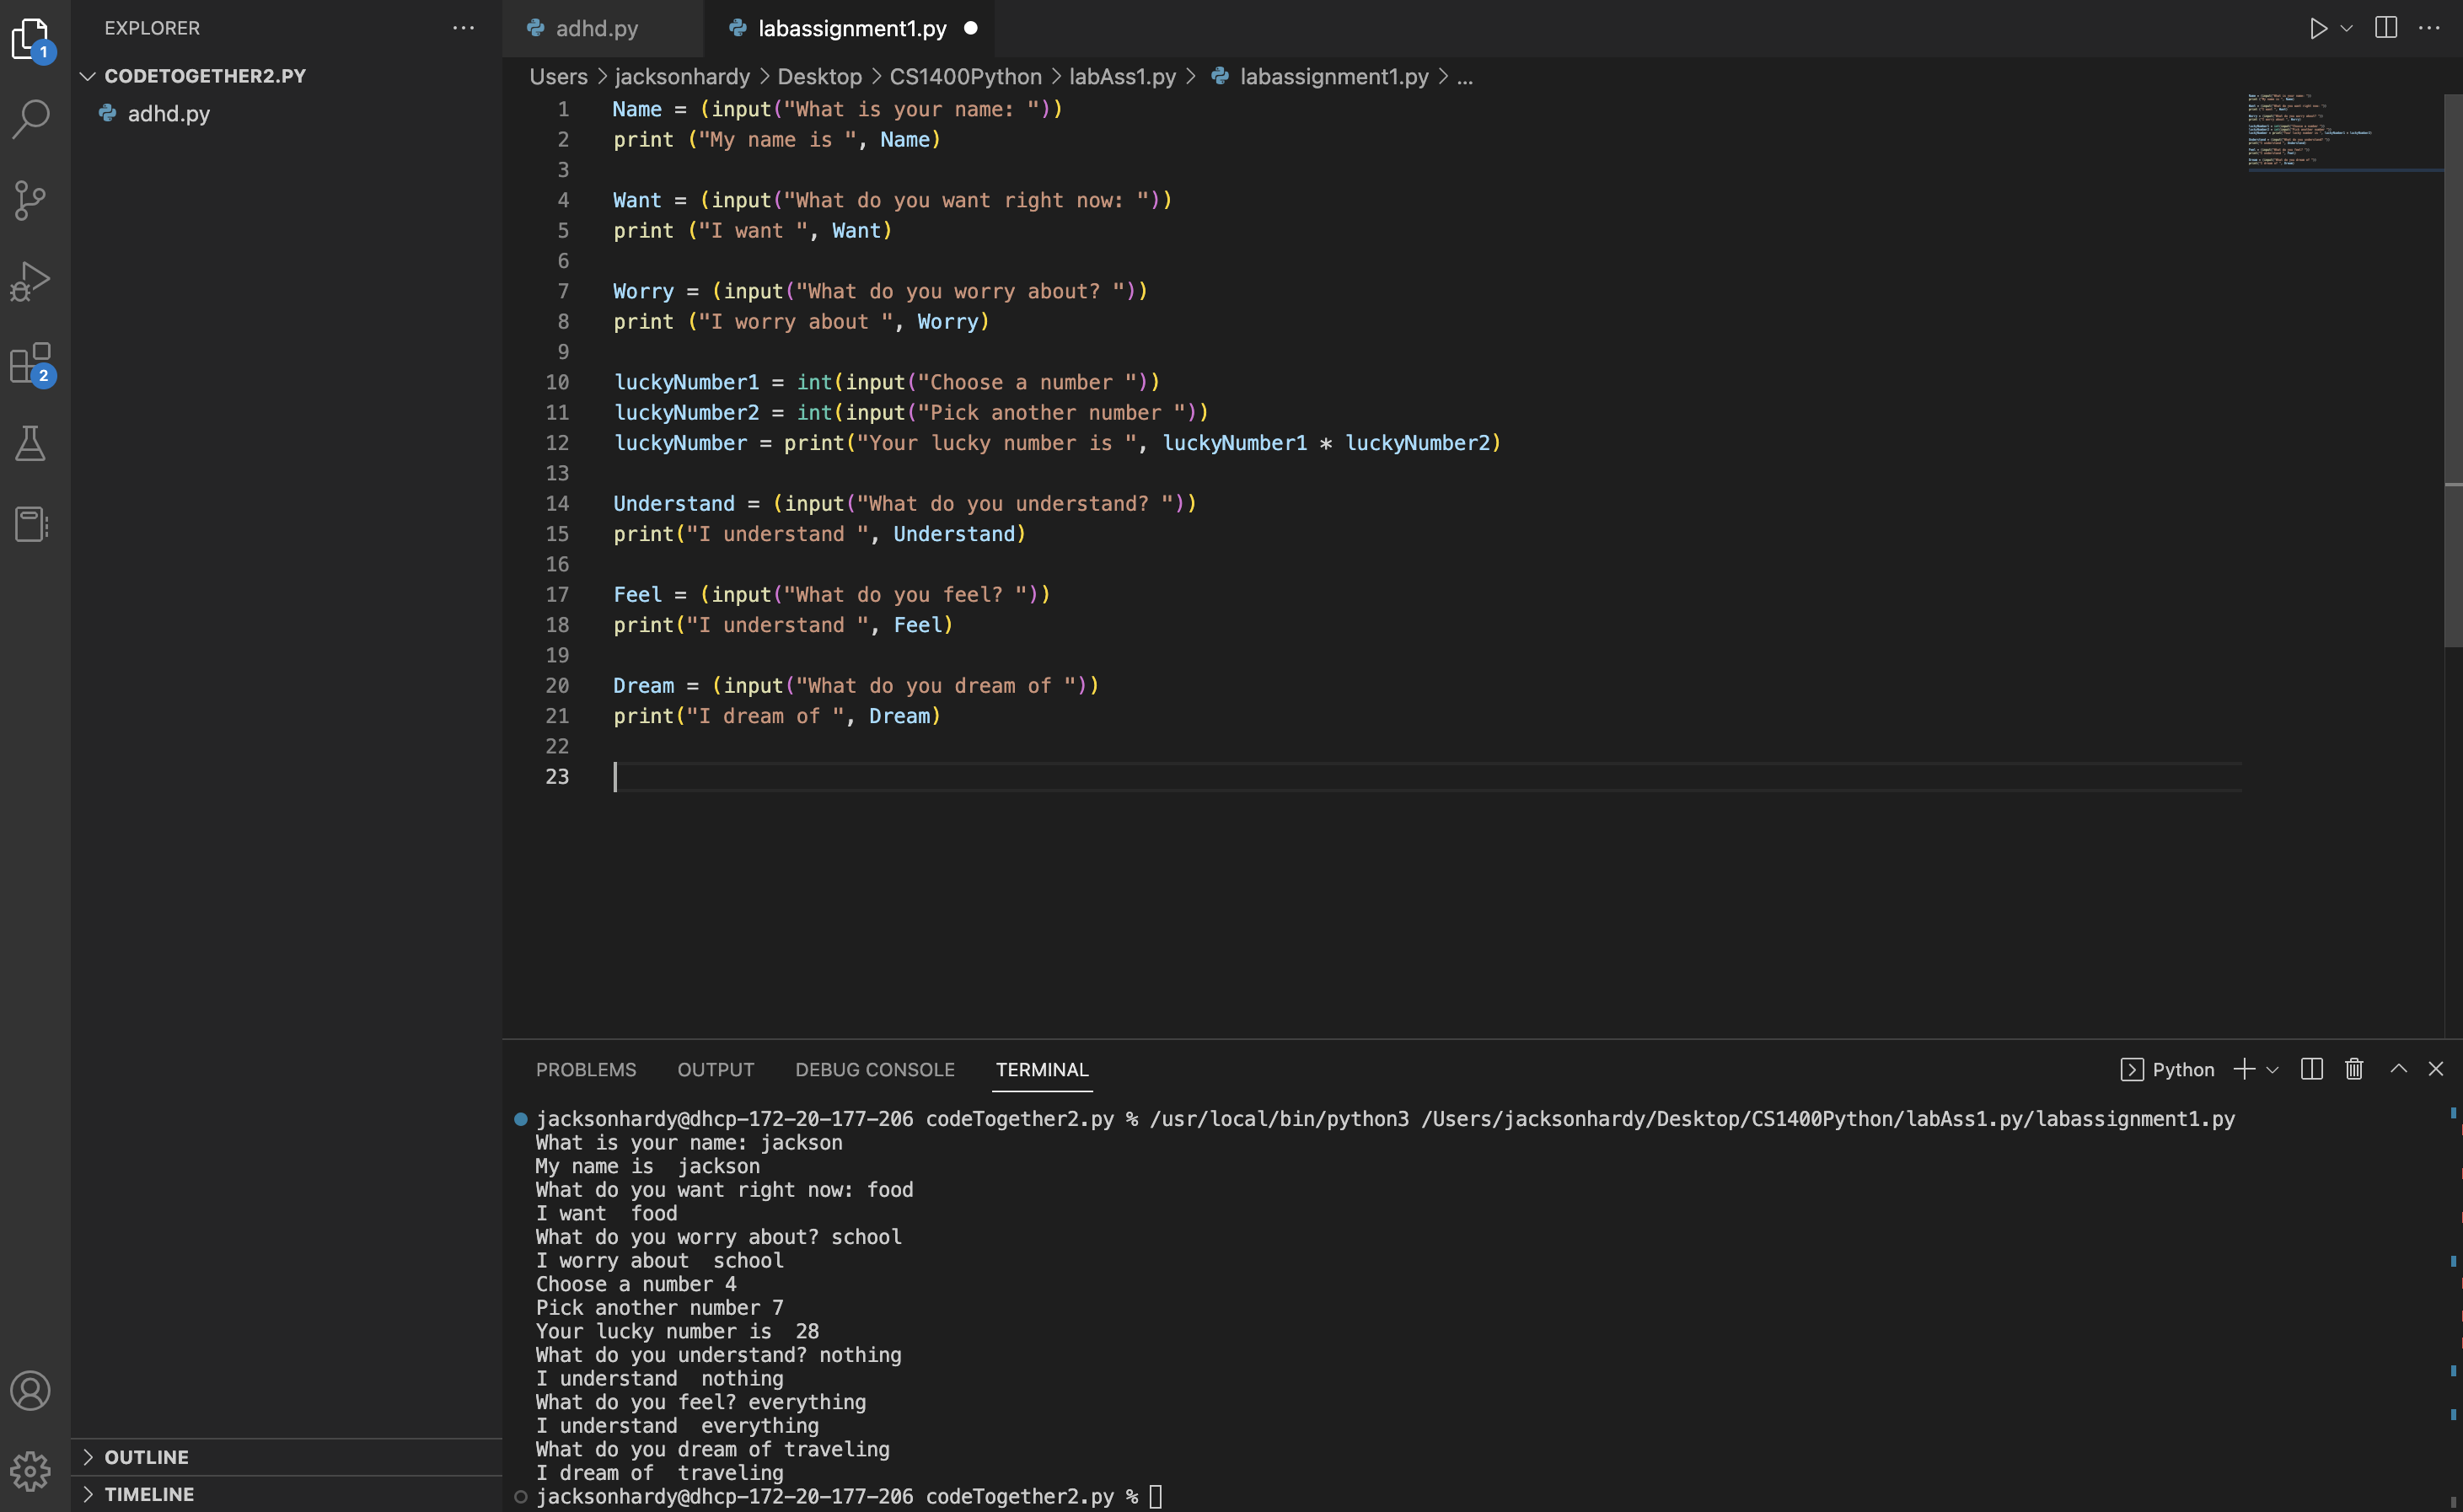 EXPLORER
CODETOGETHER2.PY
adhd.py
OUTLINE
TIMELINE
1
2
adhd.py
labassignment1.py
Users > jacksonhardy > Desktop > CS1400Python > labAss1.py > labassignment1.py > ...
1 Name = (input("What is your name: "))
2 print ("My name is ", Name)
3
4 Want = (input("What do you want right now: "))
5 print ("I want ", Want)
6
7 Worry = (input("What do you worry about? "))
8 print ("I worry about ", Worry)
9
10 luckyNumber1 = int(input("Choose a number "))
11 luckyNumber2 = int(input("Pick another number "))
12 luckyNumber = print("Your lucky number is ", luckyNumber1 * luckyNumber2)
13
14 Understand = (input("What do you understand? "))
15 print("I understand ", Understand)
16
17 Feel = (input("What do you feel? "))
18 print("I understand ", Feel)
19
20 Dream = (input("What do you dream of "))
21 print("I dream of ", Dream)
22
23
PROBLEMS OUTPUT DEBUG CONSOLE TERMINAL Python
jacksonhardy@dhcp-172-20-177-206 codeTogether2.py % /usr/local/bin/python3 /Users/jacksonhardy/Desktop/CS1400Python/labAss1.py/labassignment1.py
What is your name: jackson
My name is  jackson
What do you want right now: food
I want  food
What do you worry about? school
I worry about  school
Choose a number 4
Pick another number 7
Your lucky number is  28
What do you understand? nothing
I understand  nothing
What do you feel? everything
I understand  everything
What do you dream of traveling
I dream of  traveling
jacksonhardy@dhcp-172-20-177-206 codeTogether2.py %